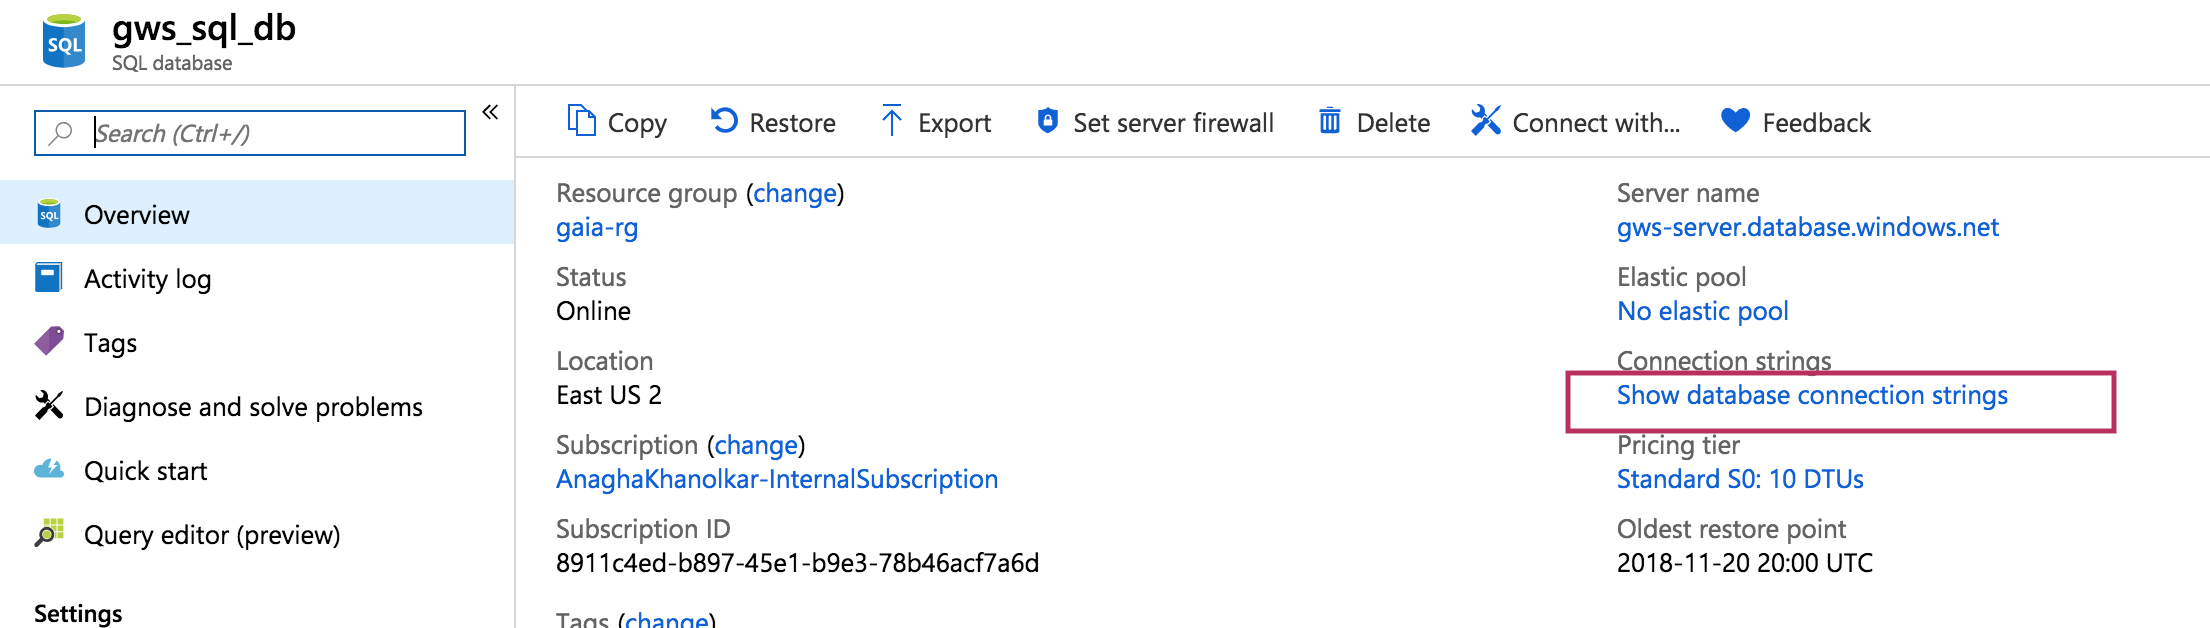 SQL
gws_sql_db
SQL database
Search (Ctrl+/)
«
SQL
Overview
Activity log
Tags
Diagnose and solve problems
Quick start
Query editor (preview)
Settings
Copy
Restore
Export
Set server firewall
Delete
Connect with...
Feedback
Resource group (change)
gaia-rg
Status
Online
Location
East US 2
Subscription (change)
AnaghaKhanolkar-InternalSubscription
Subscription ID
8911c4ed-b897-45e1-b9e3-78b46acf7a6d
Tags (change)
Server name
gws-server.database.windows.net
Elastic pool
No elastic pool
Connection strings
Show database connection strings
Pricing tier
Standard S0: 10 DTUs
Oldest restore point
2018-11-20 20:00 UTC